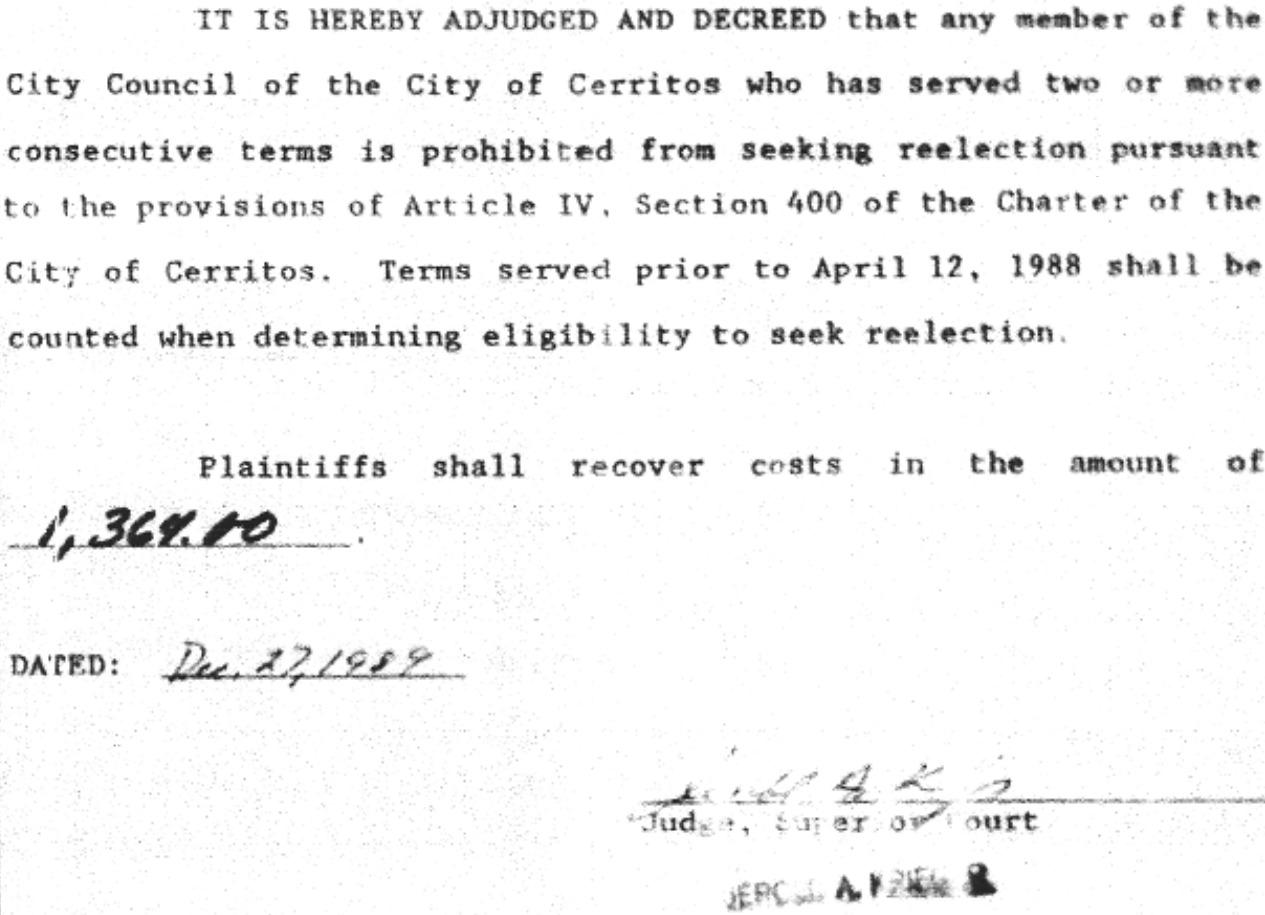 IT IS HEREBY ADJUDGED AND DECREED that any member of the
City Council of the City of Cerritos who has served two or more
consecutive terms is prohibited from seeking reelection pursuant
to the provisions of Article IV, Section 400 of the Charter of the
City of Cerritos. Terms served prior to April 12, 1988 shall be
counted when determining eligibility to seek reelection.
Plaintiffs shall recover costs in the amount of
1,364.00.
DATED: Dec. 27, 1989
Judge, Superior Court